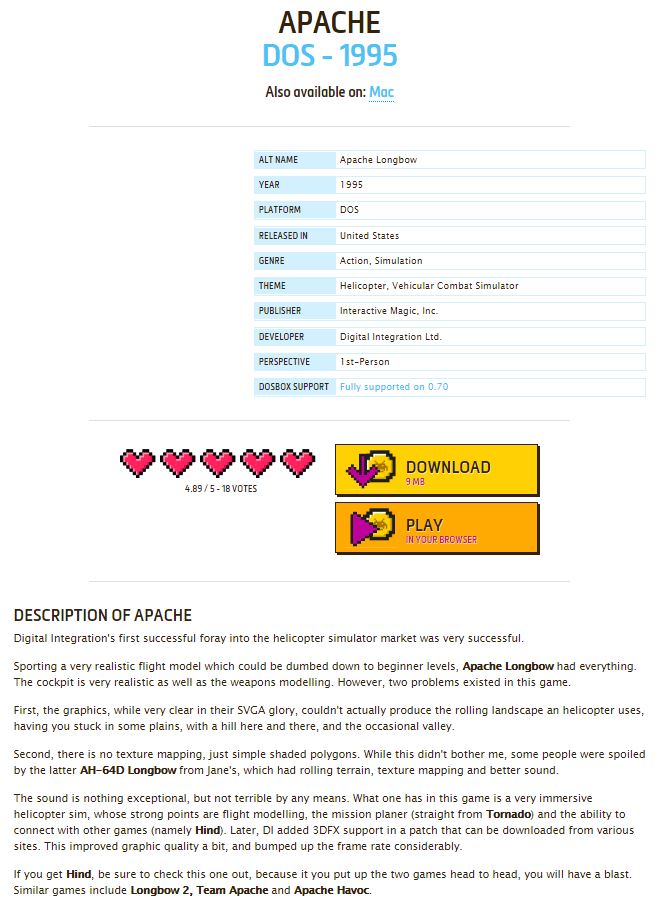 APACHE
DOS - 1995
Also available on: Mac
ALT NAME Apache Longbow
YEAR 1995
PLATFORM DOS
RELEASED IN United States
GENRE Action, Simulation
THEME Helicopter, Vehicular Combat Simulator
PUBLISHER Interactive Magic, Inc.
DEVELOPER Digital Integration Ltd.
PERSPECTIVE 1st-Person
DOSBOX SUPPORT Fully supported on 0.70
4.89 / 5 - 18 VOTES
DOWNLOAD
9 MB
PLAY
IN YOUR BROWSER
DESCRIPTION OF APACHE
Digital Integration's first successful foray into the helicopter simulator market was very successful.
Sporting a very realistic flight model which could be dumbed down to beginner levels, Apache Longbow had everything.
The cockpit is very realistic as well as the weapons modelling. However, two problems existed in this game.
First, the graphics, while very clear in their SVGA glory, couldn't actually produce the rolling landscape an helicopter uses,
having you stuck in some plains, with a hill here and there, and the occasional valley.
Second, there is no texture mapping, just simple shaded polygons. While this didn't bother me, some people were spoiled
by the latter AH-64D Longbow from Jane's, which had rolling terrain, texture mapping and better sound.
The sound is nothing exceptional, but not terrible by any means. What one has in this game is a very immersive
helicopter sim, whose strong points are flight modelling, the mission planer (straight from Tornado) and the ability to
connect with other games (namely Hind). Later, DI added 3DFX support in a patch that can be downloaded from various
sites. This improved graphic quality a bit, and bumped up the frame rate considerably.
If you get Hind, be sure to check this one out, because it you put up the two games head to head, you will have a blast.
Similar games include Longbow 2, Team Apache and Apache Havoc.